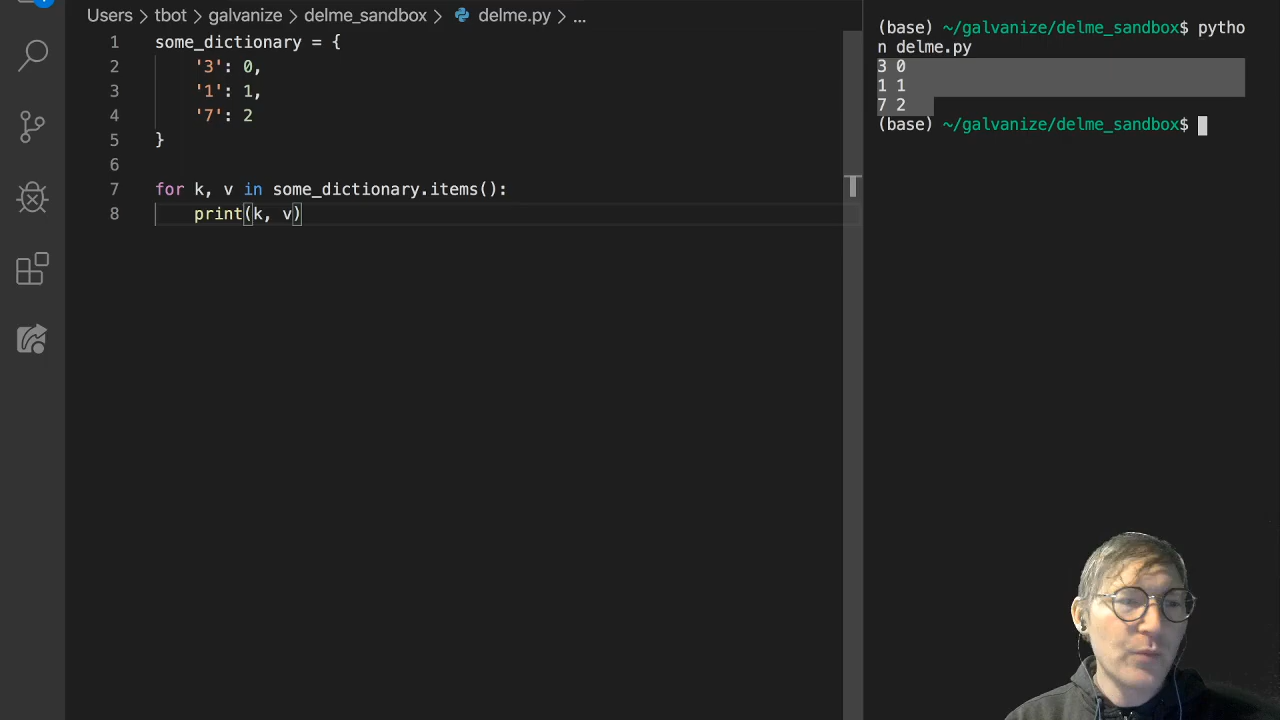 Users > tbot > galvanize > delme_sandbox > delme.py > ...
1 some_dictionary = {
2 '3': 0,
3 '1': 1,
4 '7': 2
5 }
6
7 for k, v in some_dictionary.items():
8 print(k, v)
(base) ~/galvanize/delme_sandbox$ pytho
n delme.py
3 0
1 1
7 2
(base) ~/galvanize/delme_sandbox$